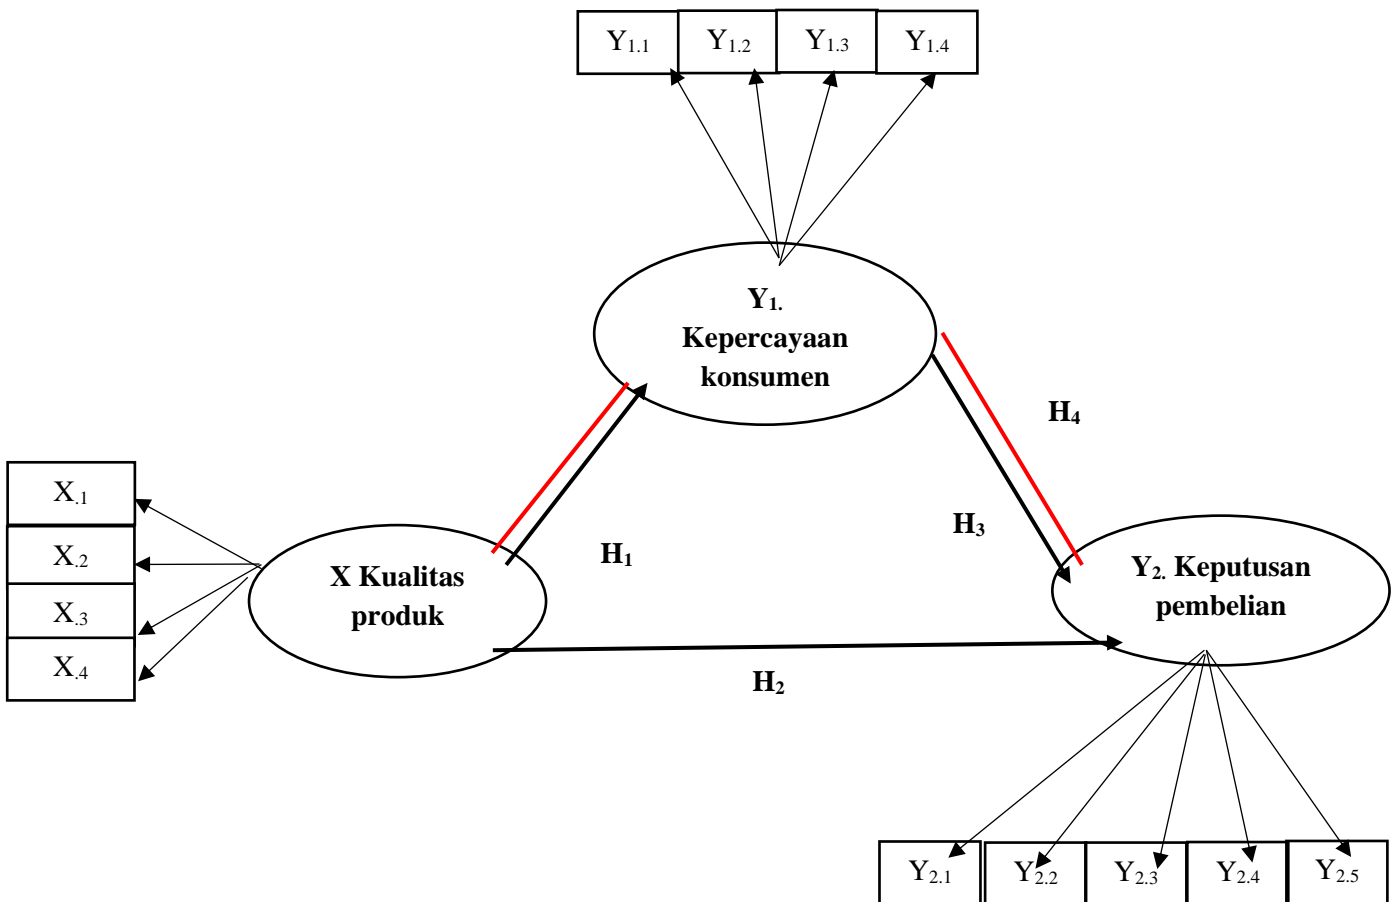 Y1.1 Y1.2 Y1.3 Y1.4
Y1.
Kepercayaan
konsumen
H4
X.1
X.2
X.3
X.4
H3
H1
X Kualitas
produk
Y2. Keputusan
pembelian
H2
Y2.1 Y2.2 Y2.3 Y2.4 Y2.5